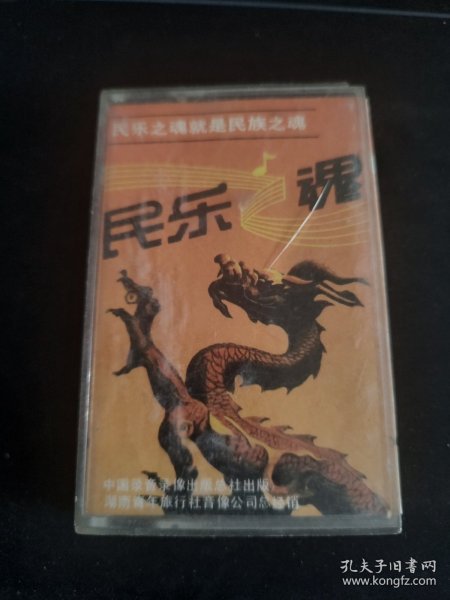 民乐之魂就是民族之魂
民乐之魂
中国录音录像出版总社出版
湖南青年旅行社音像公司总经销
孔夫子旧书网
www.kongfz.com